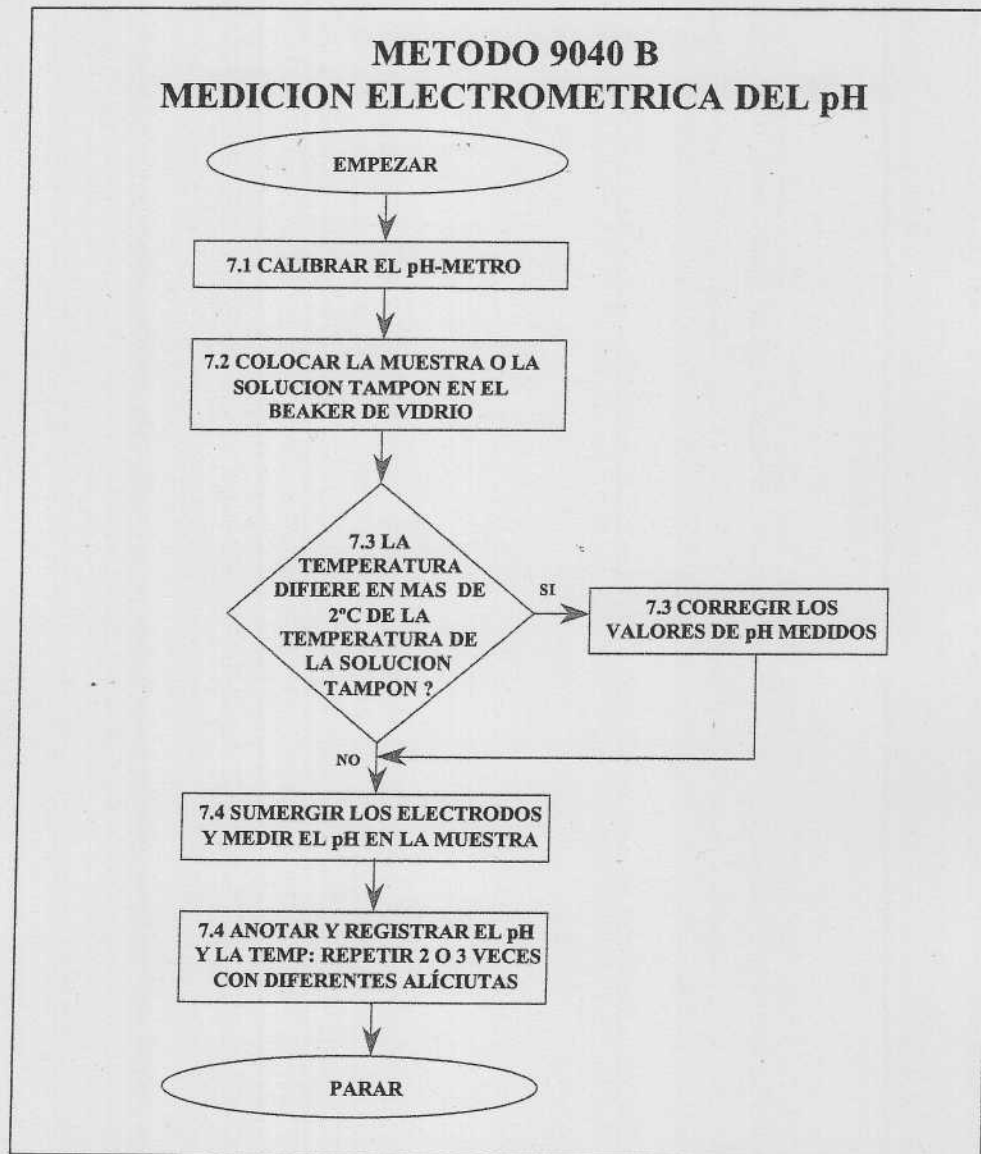 METODO 9040 B
MEDICION ELECTROMETRICA DEL pH
EMPEZAR
7.1 CALIBRAR EL pH-METRO
7.2 COLOCAR LA MUESTRA O LA
SOLUCION TAMPON EN EL
BEAKER DE VIDRIO
7.3 LA
TEMPERATURA
DIFIERE EN MAS DE
2ºC DE LA
TEMPERATURA DE
LA SOLUCION
TAMPON ?
SI
7.3 CORREGIR LOS
VALORES DE pH MEDIDOS
NO
7.4 SUMERGIR LOS ELECTRODOS
Y MEDIR EL pH EN LA MUESTRA
7.4 ANOTAR Y REGISTRAR EL pH
Y LA TEMP: REPETIR 2 O 3 VECES
CON DIFERENTES ALÍCIUTAS
PARAR